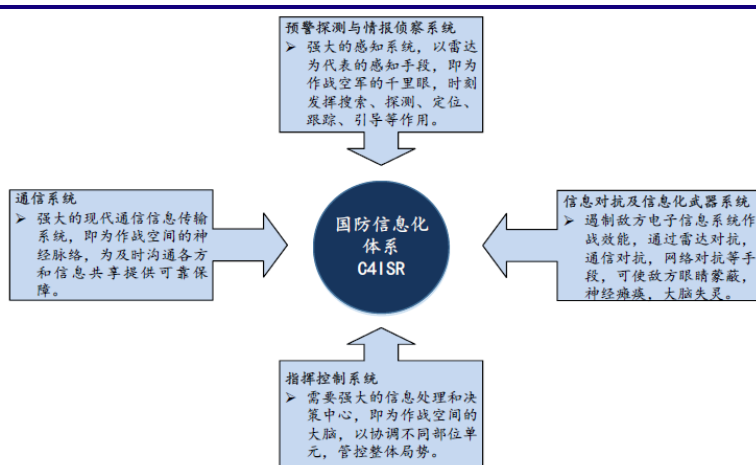 预警探测与情报侦察系统
➢ 强大的感知系统，以雷达
为代表的感知手段，即为
作战空军的千里眼，时刻
发挥搜索、探测、定位、
跟踪、引导等作用。
通信系统
➢ 强大的现代通信信息传输
系统，即为作战空间的神
经脉络，为及时沟通各方
和信息共享提供可靠保
障。
国防信息化
体系
C4ISR
信息对抗及信息化武器系统
➢ 遏制敌方电子信息系统作
战效能，通过雷达对抗，
通信对抗，网络对抗等手
段，可使敌方眼睛蒙蔽，
神经瘫痪，大脑失灵。
指挥控制系统
➢ 需要强大的信息处理和决
策中心，即为作战空间的
大脑，以协调不同部位单
元，管控整体局势。